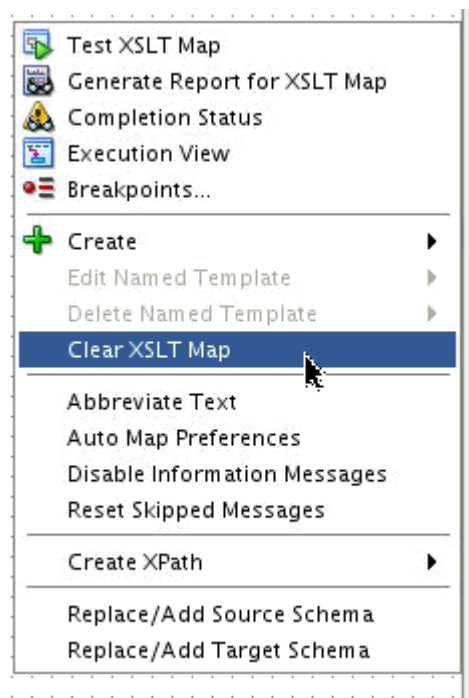 Test XSLT Map
Generate Report for XSLT Map
Completion Status
Execution View
Breakpoints...
Create
Edit Named Template
Delete Named Template
Clear XSLT Map
Abbreviate Text
Auto Map Preferences
Disable Information Messages
Reset Skipped Messages
Create XPath
Replace/Add Source Schema
Replace/Add Target Schema